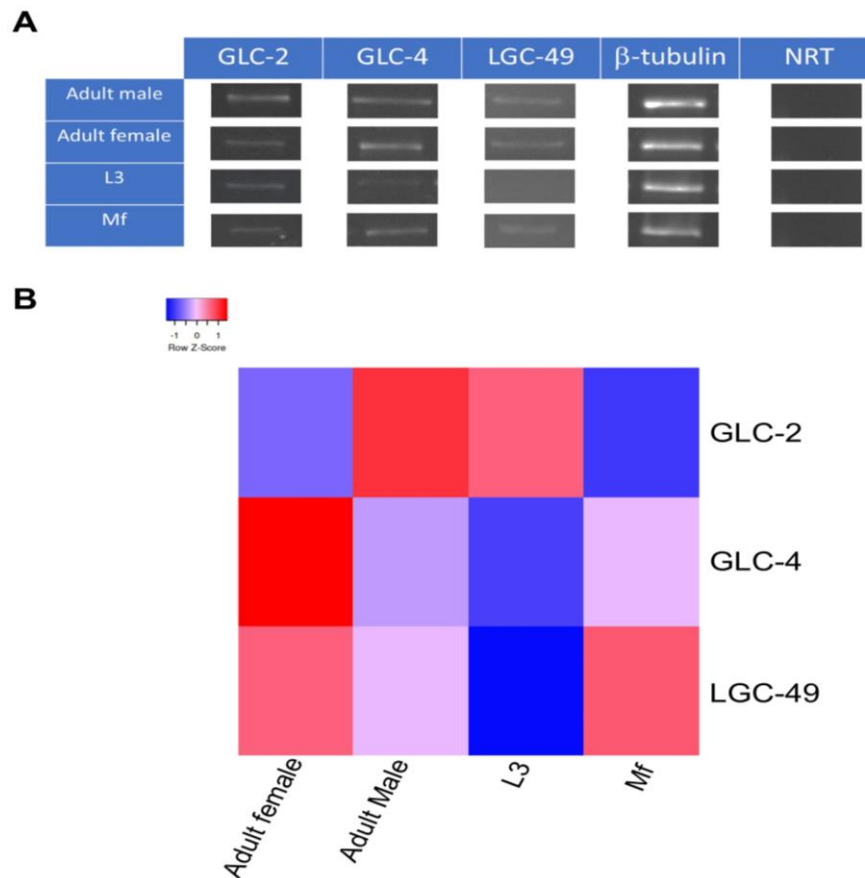 A
GLC-2 GLC-4 LGC-49 β-tubulin NRT
Adult male
Adult female
L3
Mf
B
-1 0 1
Row Z-Score
GLC-2
GLC-4
LGC-49
Adult female Adult Male L3 Mf